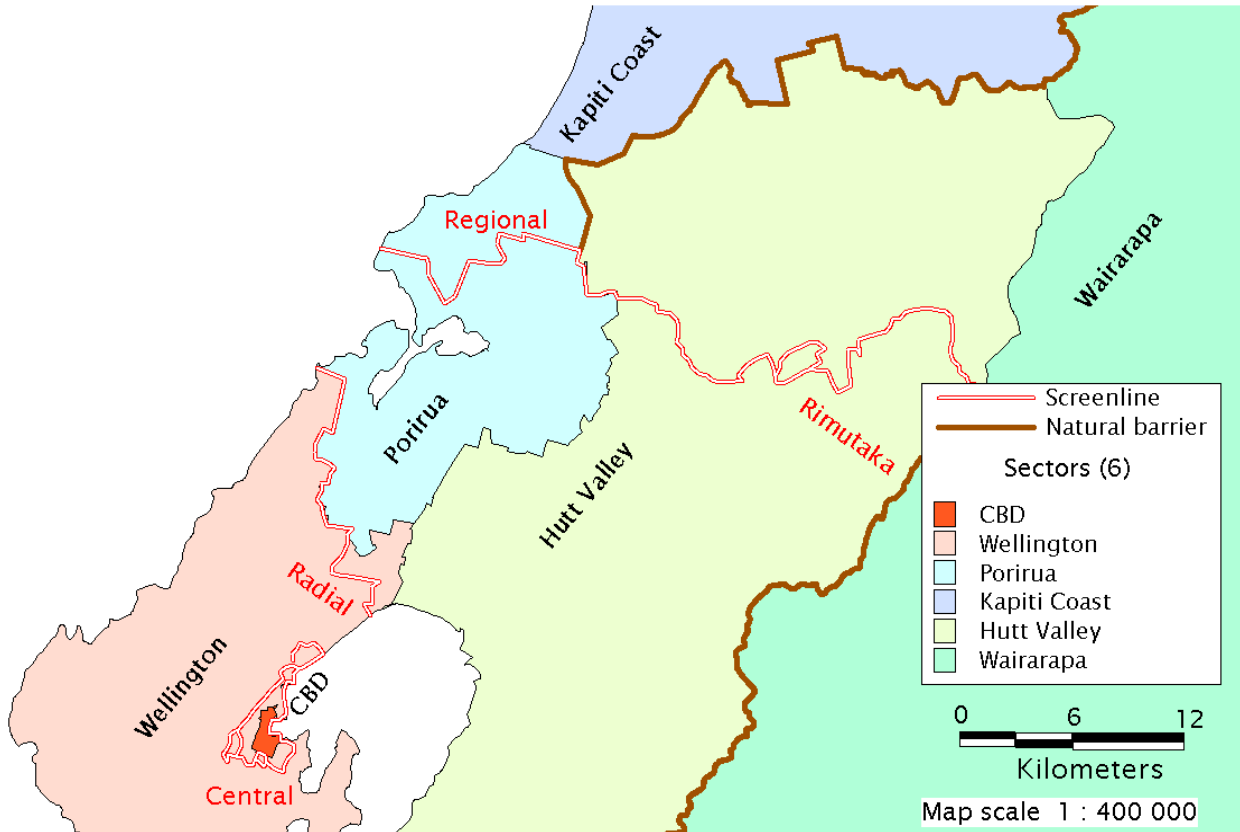 Kapiti Coast
Regional
Wairarapa
Porirua
Rimutaka
Hutt Valley
Radial
Wellington
CBD
Central
Screenline
Natural barrier
Sectors (6)
CBD
Wellington
Porirua
Kapiti Coast
Hutt Valley
Wairarapa
0 6 12
Kilometers
Map scale 1 : 400 000